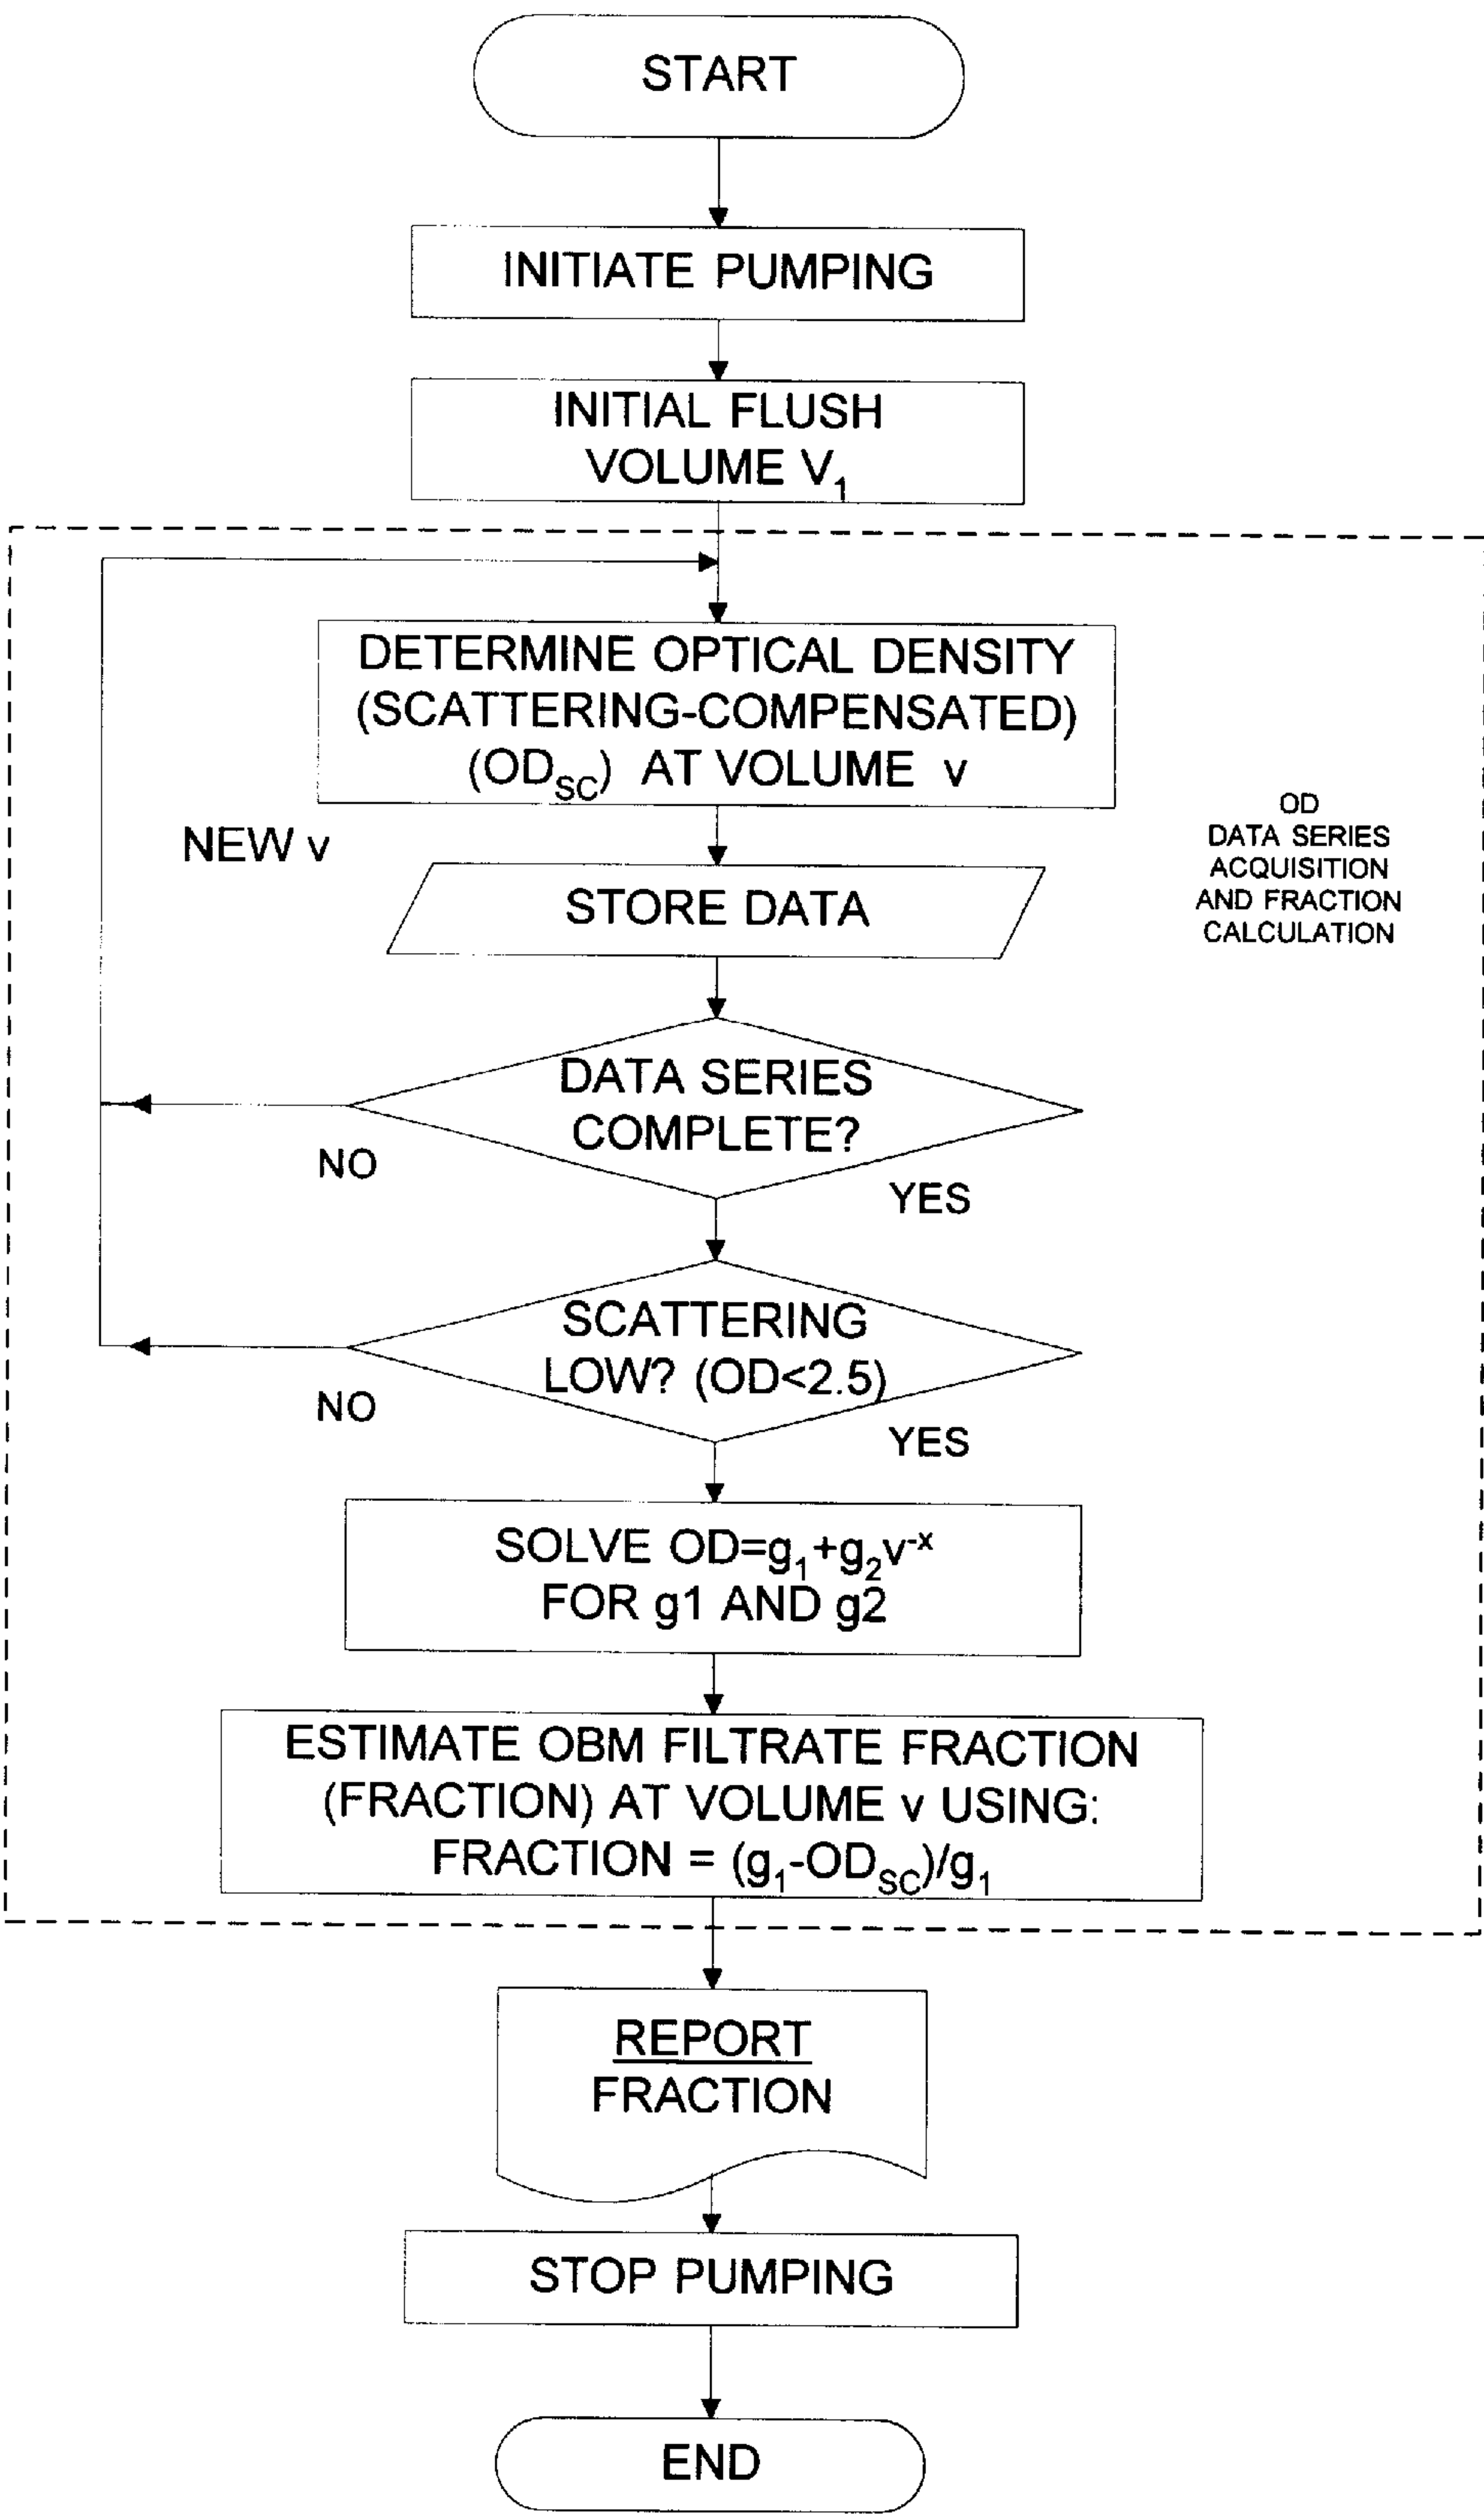 START
INITIATE PUMPING
INITIAL FLUSH
VOLUME V₁
DETERMINE OPTICAL DENSITY
(SCATTERING-COMPENSATED)
(OD_SC) AT VOLUME v
OD
DATA SERIES
ACQUISITION
AND FRACTION
CALCULATION
NEW v
STORE DATA
DATA SERIES
COMPLETE?
NO
YES
SCATTERING
LOW? (OD<2.5)
NO
YES
SOLVE OD=g₁+g₂v⁻ˣ
FOR g1 AND g2
ESTIMATE OBM FILTRATE FRACTION
(FRACTION) AT VOLUME v USING:
FRACTION = (g₁-OD_SC)/g₁
REPORT
FRACTION
STOP PUMPING
END